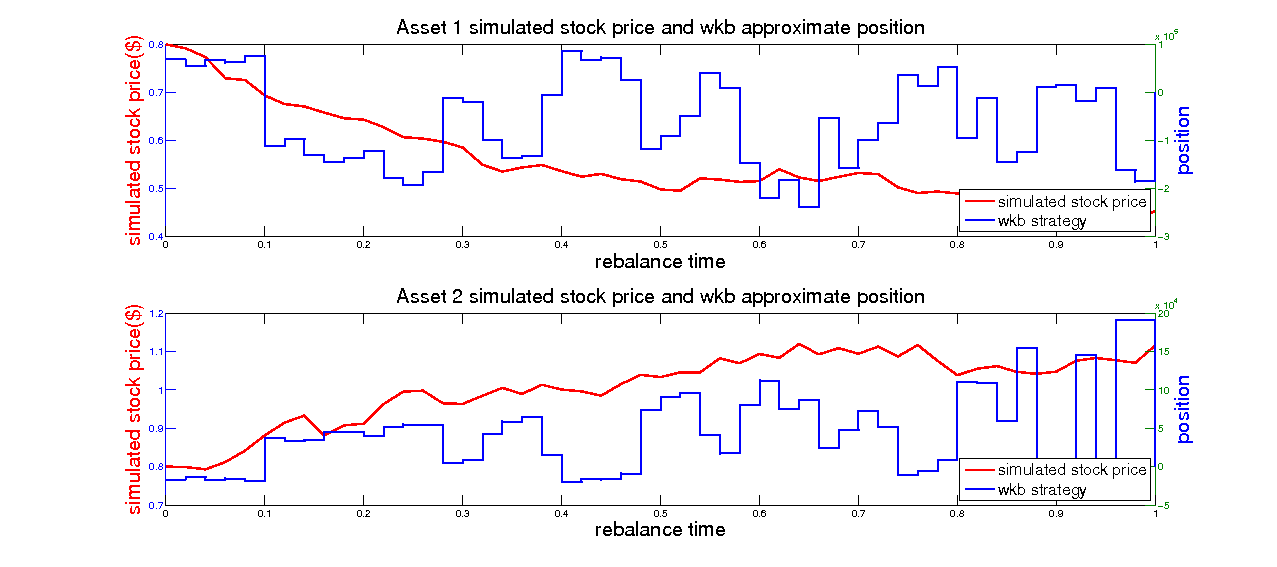 Asset 1 simulated stock price and wkb approximate position
simulated stock price($)
0.8
0.7
0.6
0.5
0.4
x 10^5
1
0
-1
-2
-3
position
simulated stock price
wkb strategy
0 0.1 0.2 0.3 0.4 0.5 0.6 0.7 0.8 0.9 1
rebalance time
Asset 2 simulated stock price and wkb approximate position
simulated stock price($)
1.2
1.1
1
0.9
0.8
0.7
x 10^4
20
15
10
5
0
-5
position
simulated stock price
wkb strategy
0 0.1 0.2 0.3 0.4 0.5 0.6 0.7 0.8 0.9 1
rebalance time